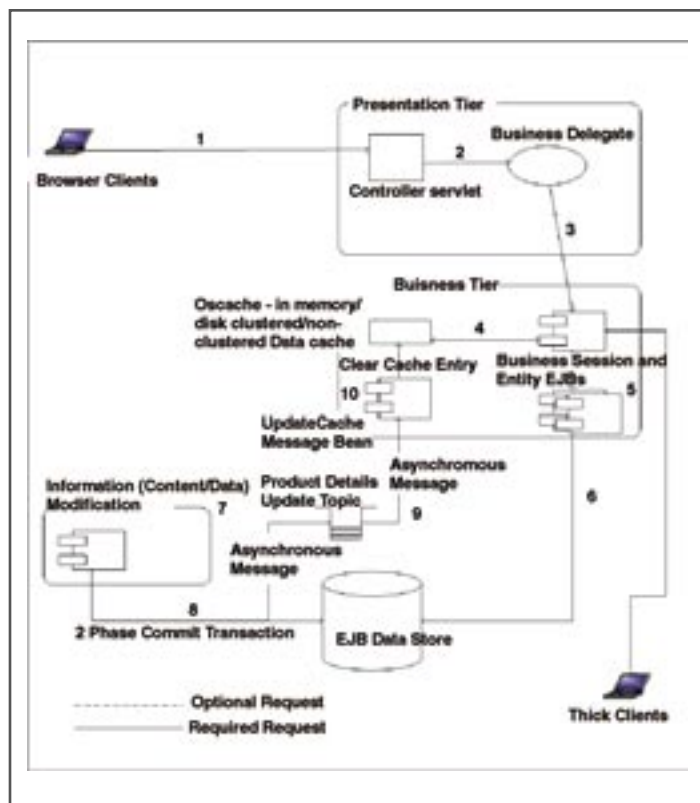 Presentation Tier
1
Business Delegate
2
Browser Clients
Controller servlet
3
Buisness Tier
Oscache - in memory/
disk clustered/non-
clustered Data cache
4
Clear Cache Entry
Business Session and
Entity EJBs
5
10
UpdateCache
Message Bean
Asynchromous
Message
6
Information (Content/Data)
Modification
7
Product Details
Update Topic
9
Asynchronous
Message
8
2 Phase Commit Transaction
EJB Data Store
Optional Request
Required Request
Thick Clients